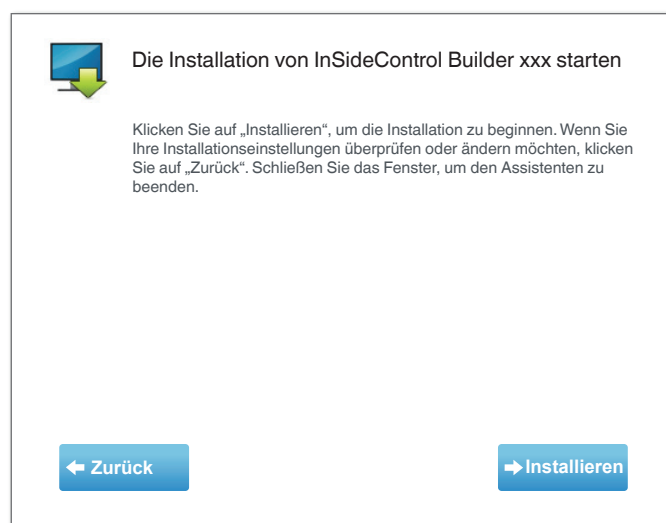 Die Installation von InSideControl Builder xxx starten
Klicken Sie auf „Installieren“, um die Installation zu beginnen. Wenn Sie
Ihre Installationseinstellungen überprüfen oder ändern möchten, klicken
Sie auf „Zurück“. Schließen Sie das Fenster, um den Assistenten zu
beenden.
Zurück
Installieren